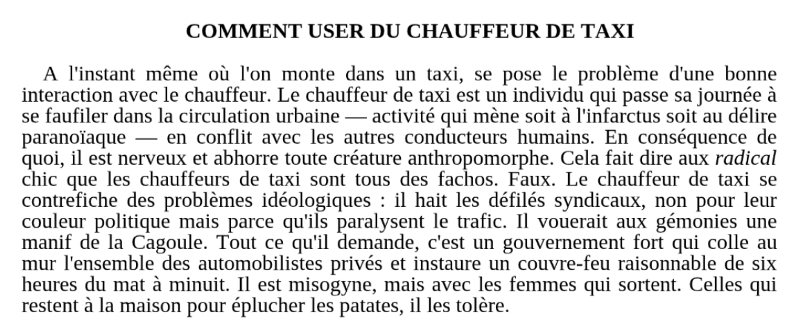 COMMENT USER DU CHAUFFEUR DE TAXI
A l'instant même où l'on monte dans un taxi, se pose le problème d'une bonne
interaction avec le chauffeur. Le chauffeur de taxi est un individu qui passe sa journée à
se faufiler dans la circulation urbaine — activité qui mène soit à l'infarctus soit au délire
paranoïaque — en conflit avec les autres conducteurs humains. En conséquence de
quoi, il est nerveux et abhorre toute créature anthropomorphe. Cela fait dire aux radical
chic que les chauffeurs de taxi sont tous des fachos. Faux. Le chauffeur de taxi se
contrefiche des problèmes idéologiques : il hait les défilés syndicaux, non pour leur
couleur politique mais parce qu'ils paralysent le trafic. Il vouerait aux gémonies une
manif de la Cagoule. Tout ce qu'il demande, c'est un gouvernement fort qui colle au
mur l'ensemble des automobilistes privés et instaure un couvre-feu raisonnable de six
heures du mat à minuit. Il est misogyne, mais avec les femmes qui sortent. Celles qui
restent à la maison pour éplucher les patates, il les tolère.